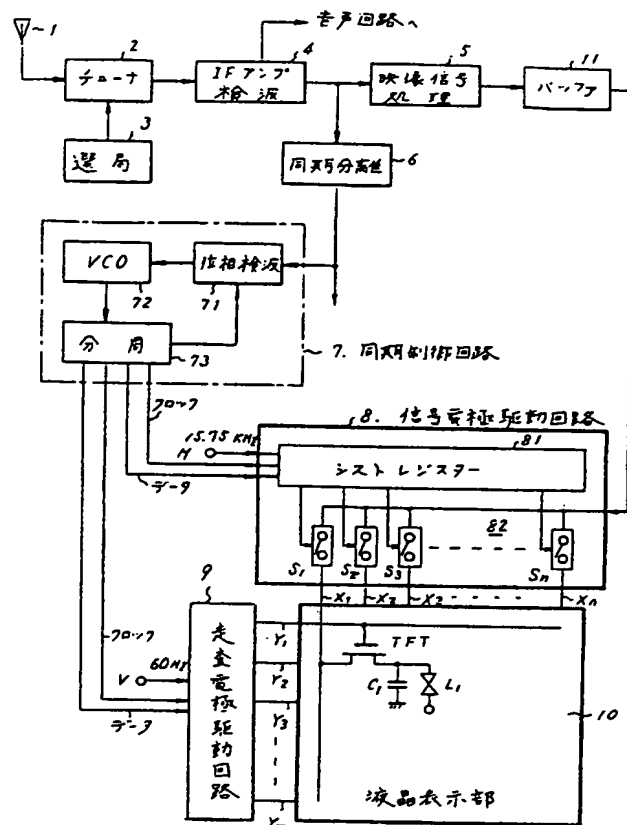 音声回路へ
1
2
チューナ
4
IFアンプ
検波
5
映像信号
処理
11
バッファ
3
選局
同期分離
6
VCO
72
位相検波
71
分周
73
7. 同期制御回路
クロック
データ
8. 信号電極駆動回路
15.75 KHz
H
81
シストレジスター
82
S1
S2
S3
Sn
X1
X2
X2
Xn
9
走査電極駆動回路
クロック
60Hz
V
データ
Y1
Y2
Y3
TFT
C1
L1
10
液晶表示部